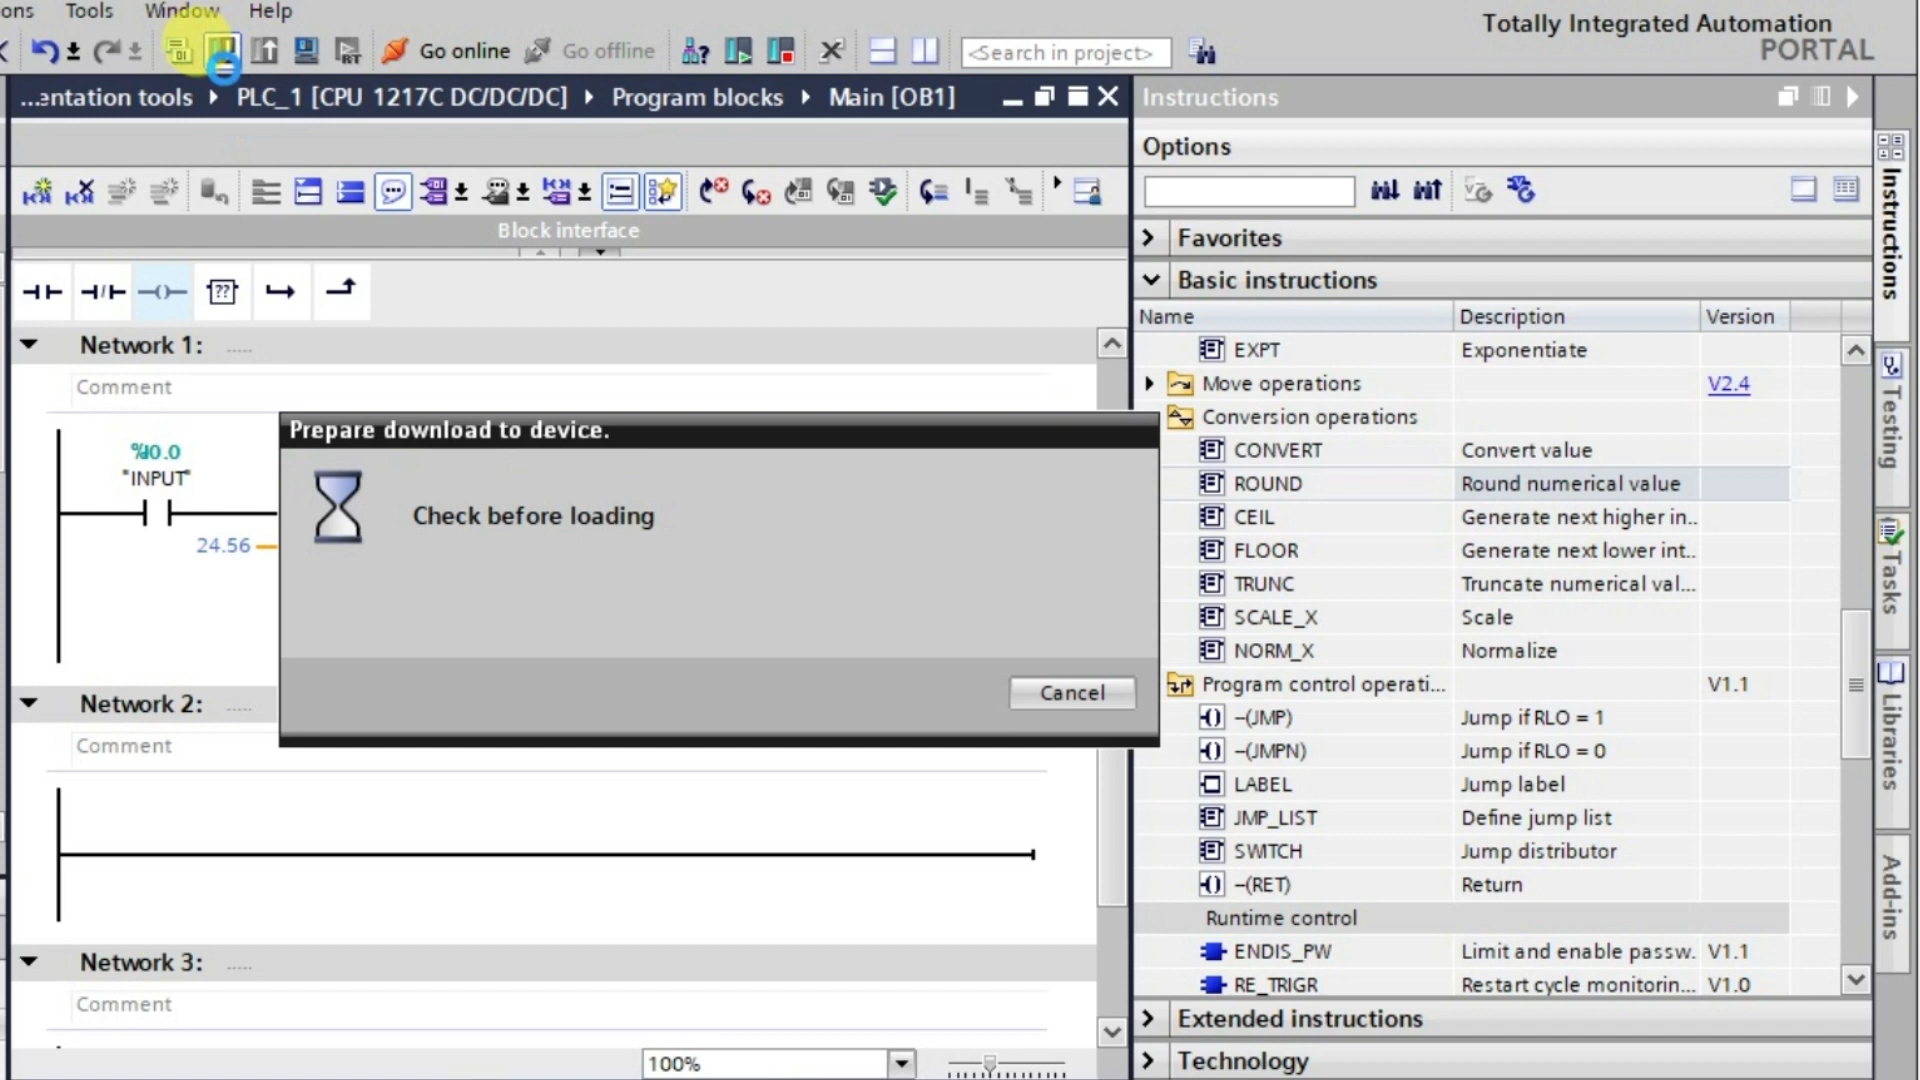 ons Tools Window Help
Totally Integrated Automation
PORTAL
Go online Go offline <Search in project>
...entation tools PLC_1 [CPU 1217C DC/DC/DC] Program blocks Main [OB1]
Instructions
Options
Block interface
Favorites
Basic instructions
Name Description Version
EXPT Exponentiate
Move operations V2.4
Conversion operations
CONVERT Convert value
ROUND Round numerical value
CEIL Generate next higher in..
FLOOR Generate next lower int..
TRUNC Truncate numerical val...
SCALE_X Scale
NORM_X Normalize
Program control operati... V1.1
–(JMP) Jump if RLO = 1
–(JMPN) Jump if RLO = 0
LABEL Jump label
JMP_LIST Define jump list
SWITCH Jump distributor
–(RET) Return
Runtime control
ENDIS_PW Limit and enable passw. V1.1
RE_TRIGR Restart cycle monitorin... V1.0
Extended instructions
Technology
??
Network 1: .....
Comment
%I0.0
"INPUT"
24.56
Prepare download to device.
Check before loading
Cancel
Network 2: .....
Comment
Network 3: .....
Comment
100%
Instructions
Testing
Tasks
Libraries
Add-ins